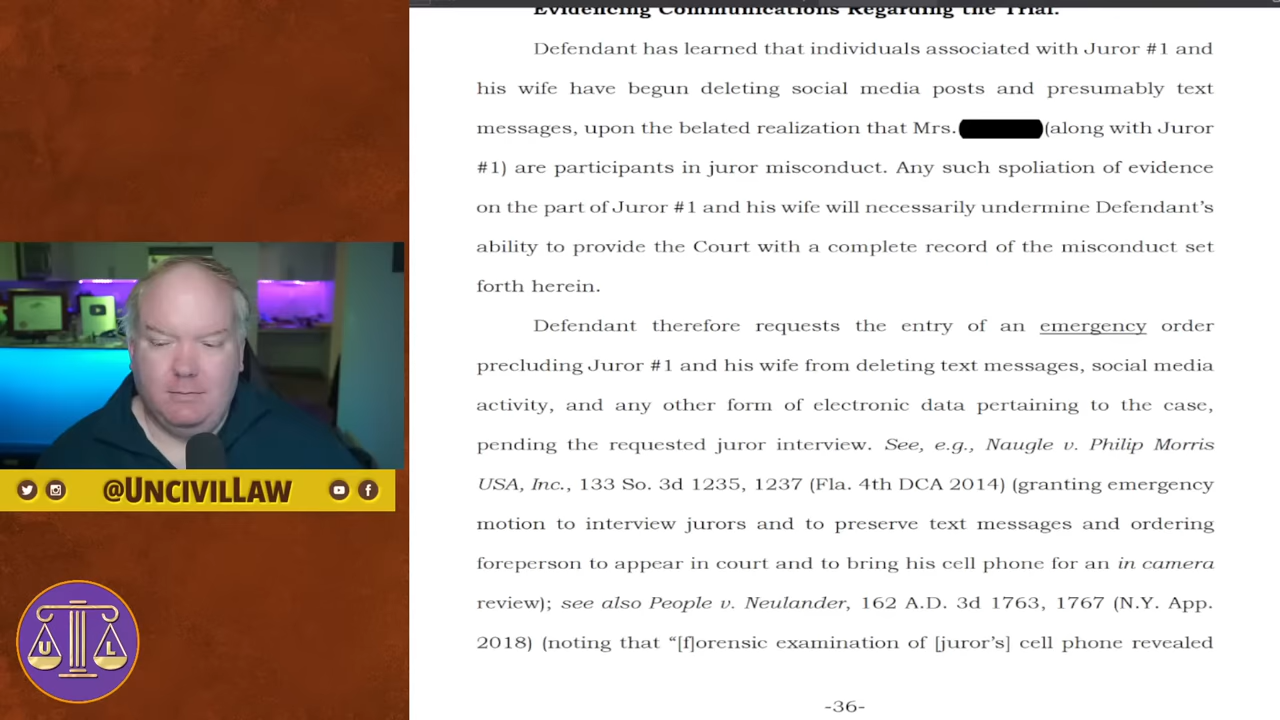 Evidencing Communications Regarding the Trial.
Defendant has learned that individuals associated with Juror #1 and
his wife have begun deleting social media posts and presumably text
messages, upon the belated realization that Mrs. (along with Juror
#1) are participants in juror misconduct. Any such spoliation of evidence
on the part of Juror #1 and his wife will necessarily undermine Defendant’s
ability to provide the Court with a complete record of the misconduct set
forth herein.
Defendant therefore requests the entry of an emergency order
precluding Juror #1 and his wife from deleting text messages, social media
activity, and any other form of electronic data pertaining to the case,
pending the requested juror interview. See, e.g., Naugle v. Philip Morris
USA, Inc., 133 So. 3d 1235, 1237 (Fla. 4th DCA 2014) (granting emergency
motion to interview jurors and to preserve text messages and ordering
foreperson to appear in court and to bring his cell phone for an in camera
review); see also People v. Neulander, 162 A.D. 3d 1763, 1767 (N.Y. App.
2018) (noting that “[f]orensic examination of [juror’s] cell phone revealed
-36-
@UNCIVILLAW
U L